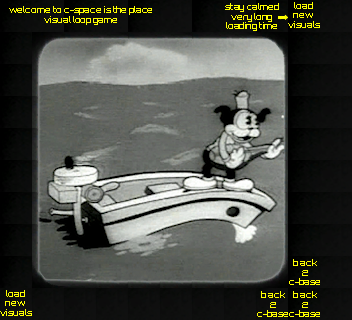 welcome to c-space is the place
visual loop game
stay calmed
very long
loading time
load
new
visuals
load
new
visuals
back
2
c-base
back
2
c-base
back
2
c-base